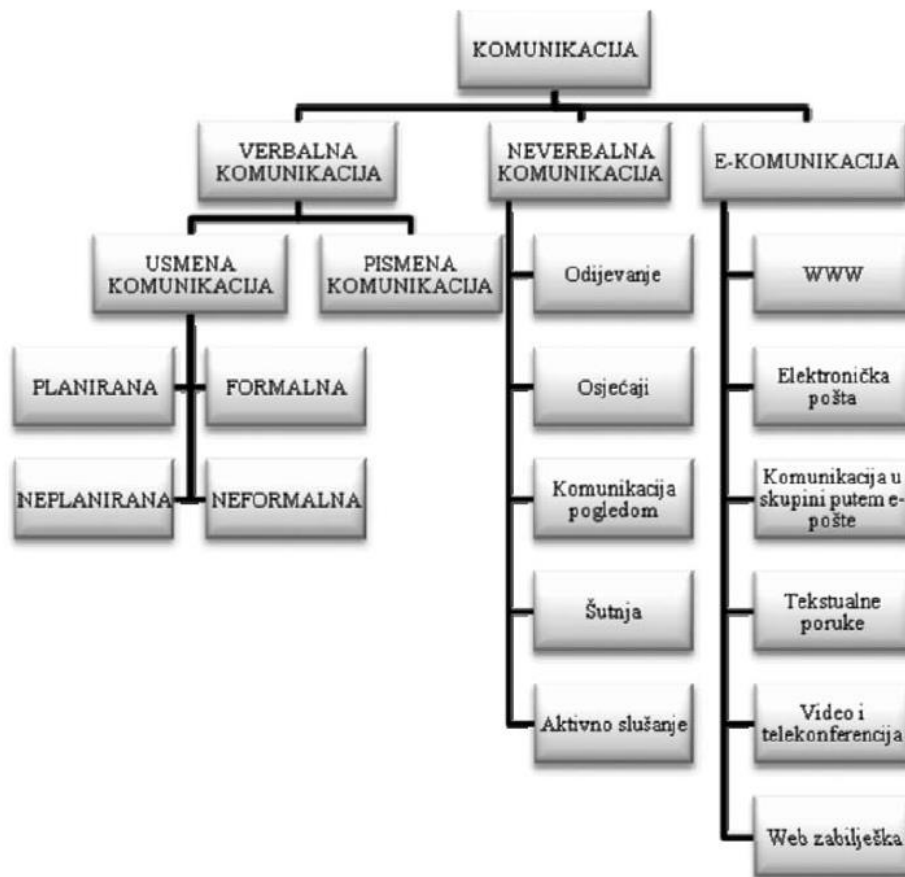 KOMUNIKACIJA
VERBALNA
KOMUNIKACIJA
NEVERBALNA
KOMUNIKACIJA
E-KOMUNIKACIJA
USMENA
KOMUNIKACIJA
PISMENA
KOMUNIKACIJA
PLANIRANA
FORMALNA
NEPLANIRANA
NEFORMALNA
Odijevanje
Osjećaji
Komunikacija
pogledom
Šutnja
Aktivno slušanje
WWW
Elektronička
pošta
Komunikacija u
skupini putem e-
pošte
Tekstualne
poruke
Video i
telekonferencija
Web zabilješka